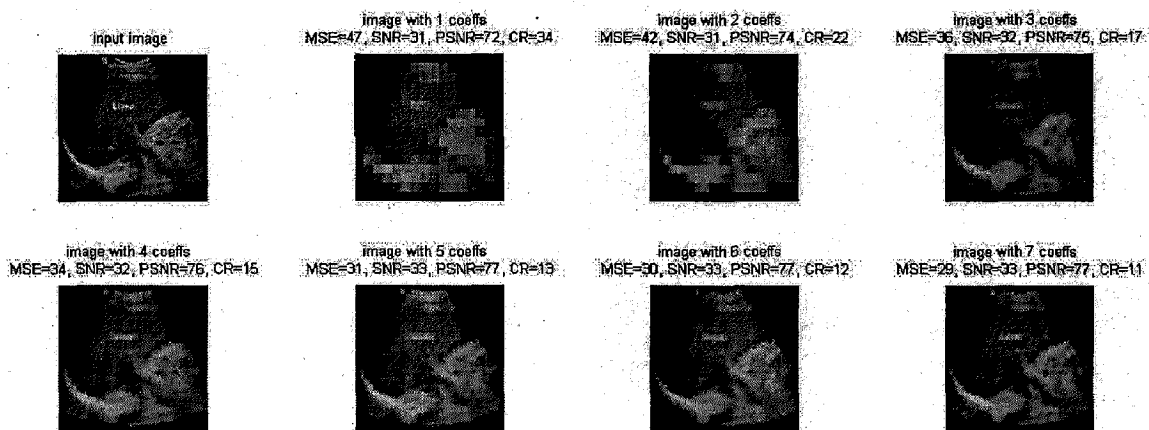 input image
image with 1 coeffs
MSE=47, SNR=31, PSNR=72, CR=34
image with 2 coeffs
MSE=42, SNR=31, PSNR=74, CR=22
image with 3 coeffs
MSE=36, SNR=32, PSNR=75, CR=17
Liver
image with 4 coeffs
MSE=34, SNR=32, PSNR=76, CR=15
image with 5 coeffs
MSE=31, SNR=33, PSNR=77, CR=13
image with 6 coeffs
MSE=30, SNR=33, PSNR=77, CR=12
image with 7 coeffs
MSE=29, SNR=33, PSNR=77, CR=11